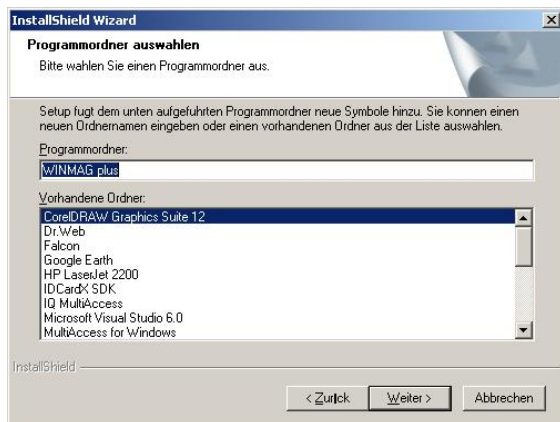 InstallShield Wizard
Programmordner auswahlen
Bitte wahlen Sie einen Programmordner aus.
Setup fugt dem unten aufgefuhrten Programmordner neue Symbole hinzu. Sie konnen einen
neuen Ordnernamen eingeben oder einen vorhandenen Ordner aus der Liste auswahlen.
Programmordner:
WINMAG plus
Vorhandene Ordner:
CorelDRAW Graphics Suite 12
Dr.Web
Falcon
Google Earth
HP LaserJet 2200
IDCardX SDK
IQ MultiAccess
Microsoft Visual Studio 6.0
MultiAccess for Windows
InstallShield
< Zurlck Weiter > Abbrechen